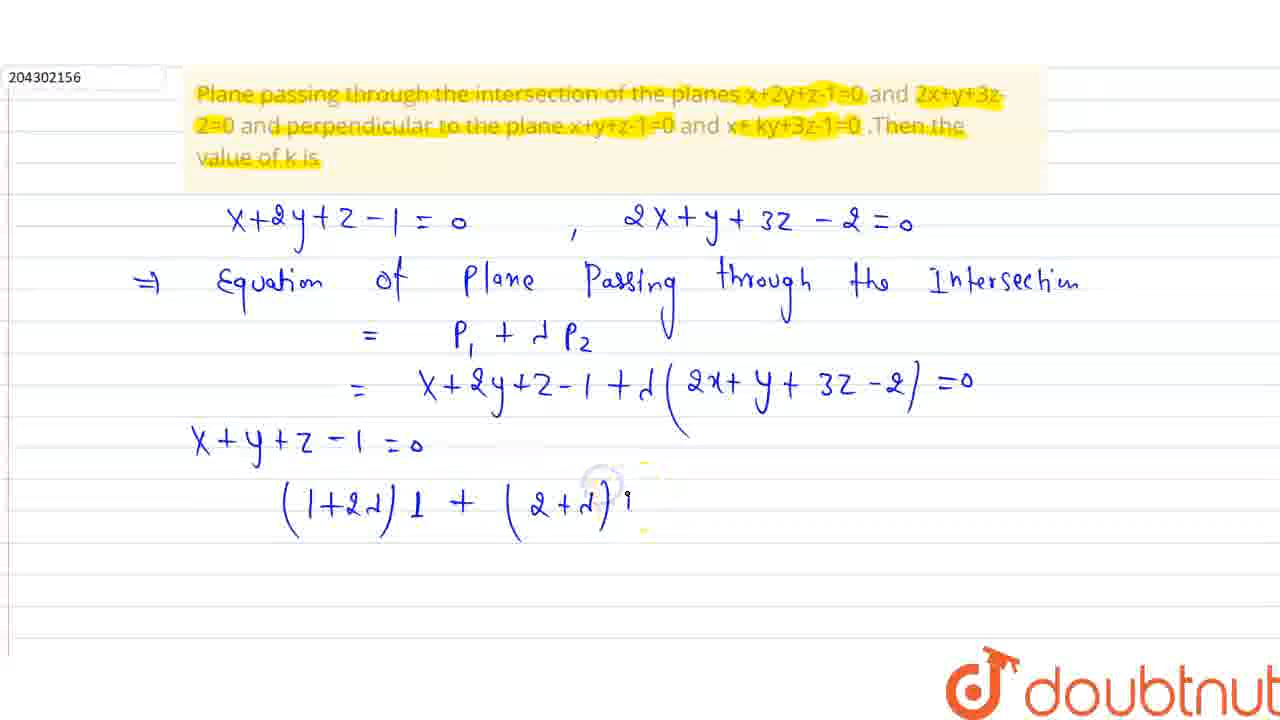 204302156
Plane passing through the intersection of the planes x+2y+z-1=0 and 2x+y+3z-
2=0 and perpendicular to the plane x+y+z-1=0 and x+ ky+3z-1=0 .Then the
value of k is
x+2y+z-1=0 , 2x+y+3z-2=0
⇒ Equation of Plane Passing through the Intersection
= P₁ + λ P₂
= x+2y+z-1+λ(2x+y+3z-2)=0
x+y+z-1=0
(1+2λ) 1 + (2+λ) 1
doubtnut